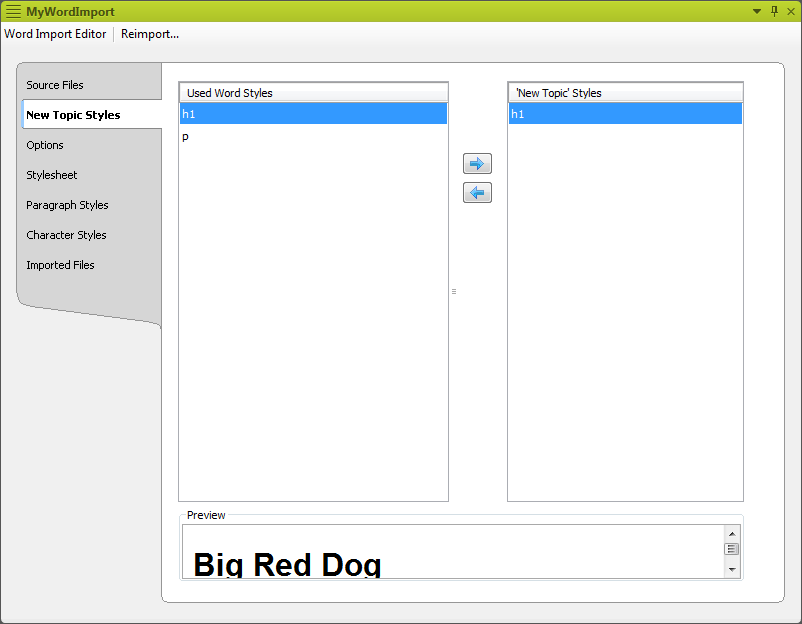 MyWordImport
Word Import Editor Reimport...
Source Files
New Topic Styles
Options
Stylesheet
Paragraph Styles
Character Styles
Imported Files
Used Word Styles
h1
p
'New Topic' Styles
h1
Preview
Big Red Dog